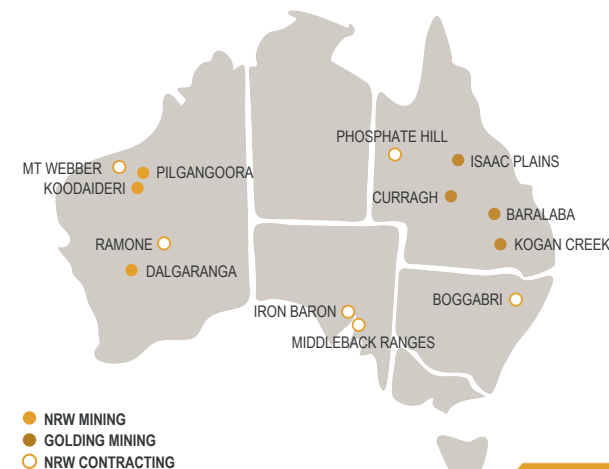 PHOSPHATE HILL
MT WEBBER
PILGANGOORA
ISAAC PLAINS
KOODAIDERI
CURRAGH
BARALABA
RAMONE
KOGAN CREEK
DALGARANGA
BOGGABRI
IRON BARON
MIDDLEBACK RANGES
NRW MINING
GOLDING MINING
NRW CONTRACTING